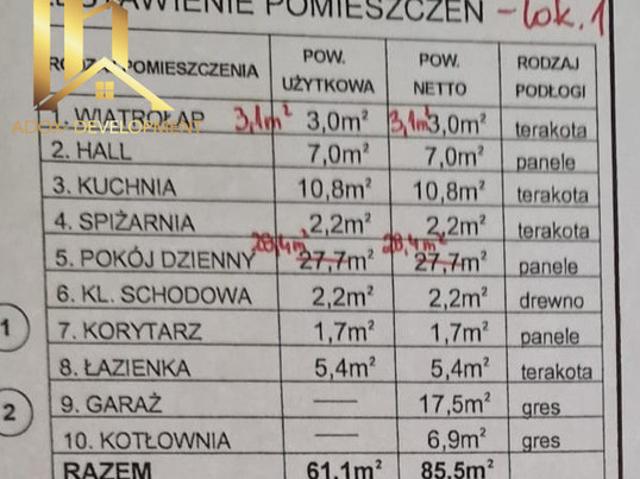 POMIESZCZEŃ - lok. 1
POMIESZCZENIA POW. UŻYTKOWA POW. NETTO RODZAJ PODŁOGI
1. WIATROŁAP 3,1m² 3,0m² 3,1m² 3,0m² terakota
ADOX DEVELOPMENT
2. HALL 7,0m² 7,0m² panele
3. KUCHNIA 10,8m² 10,8m² terakota
4. SPIŻARNIA 2,2m² 2,2m² terakota
5. POKÓJ DZIENNY 28,4m² 27,7m² 28,4m² 27,7m² panele
6. KL. SCHODOWA 2,2m² 2,2m² drewno
1 7. KORYTARZ 1,7m² 1,7m² panele
8. ŁAZIENKA 5,4m² 5,4m² terakota
2 9. GARAŻ — 17,5m² gres
10. KOTŁOWNIA — 6,9m² gres
RAZEM 61,1m² 85,5m²